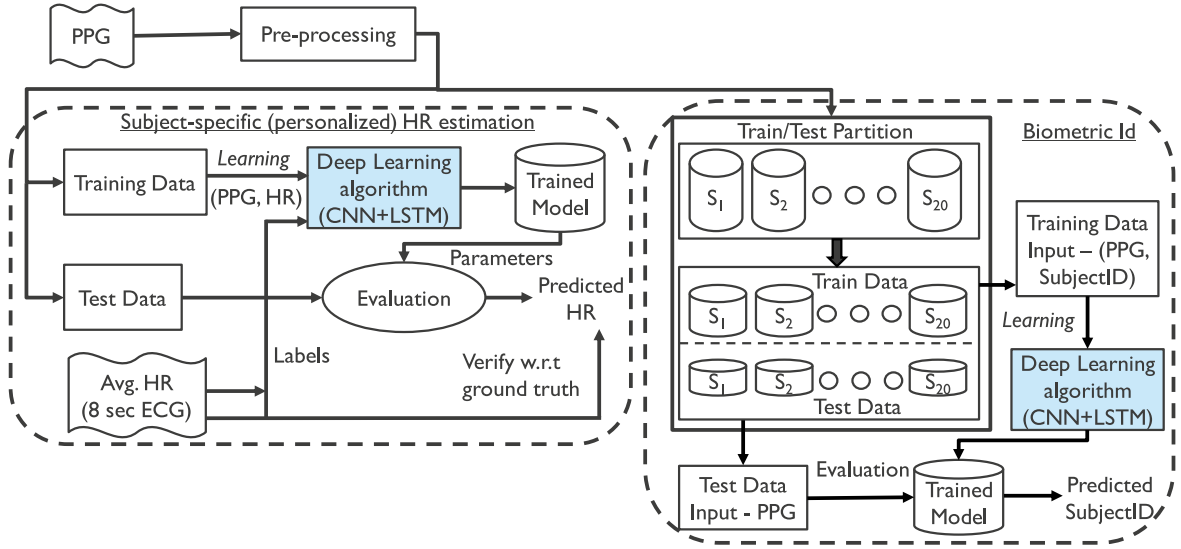 PPG
Pre-processing
Subject-specific (personalized) HR estimation
Training Data
Learning
(PPG, HR)
Deep Learning
algorithm
(CNN+LSTM)
Trained
Model
Parameters
Test Data
Evaluation
Predicted
HR
Labels
Avg. HR
(8 sec ECG)
Verify w.r.t
ground truth
Train/Test Partition
Biometric Id
S1
S2
S20
Train Data
S1
S2
S20
S1
S2
S20
Test Data
Training Data
Input – (PPG,
SubjectID)
Learning
Deep Learning
algorithm
(CNN+LSTM)
Test Data
Input - PPG
Evaluation
Trained
Model
Predicted
SubjectID